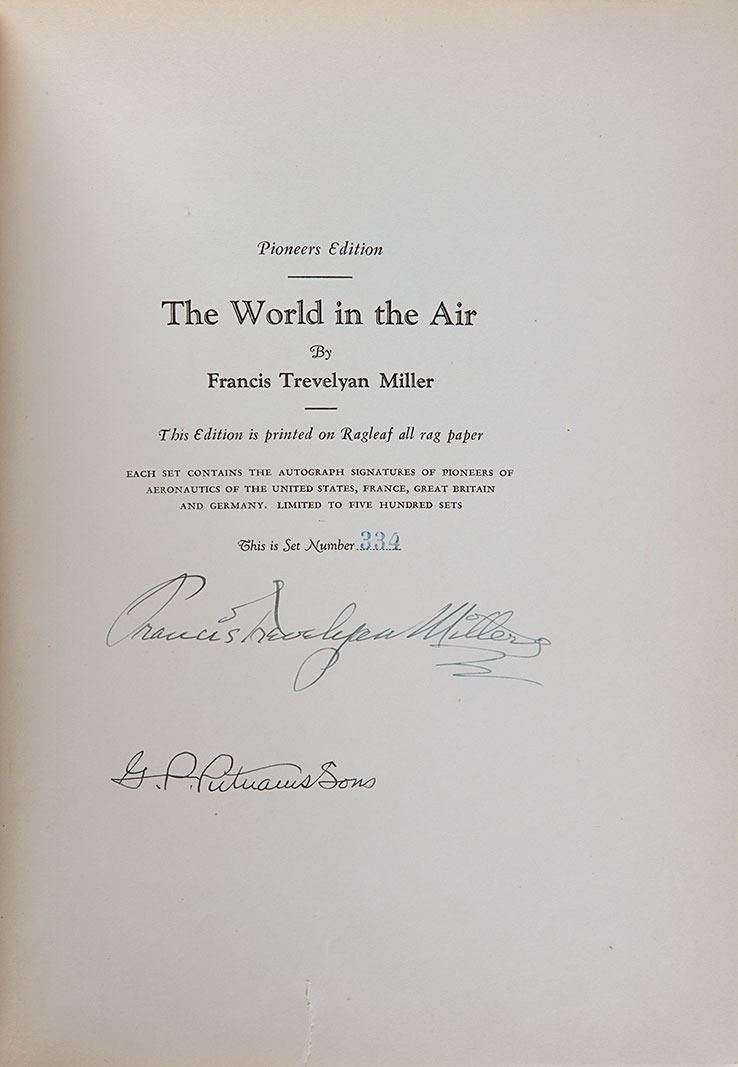 Pioneers Edition
The World in the Air
By
Francis Trevelyan Miller
This Edition is printed on Ragleaf all rag paper
EACH SET CONTAINS THE AUTOGRAPH SIGNATURES OF PIONEERS OF
AERONAUTICS OF THE UNITED STATES, FRANCE, GREAT BRITAIN
AND GERMANY. LIMITED TO FIVE HUNDRED SETS
This is Set Number 334
Francis Trevelyan Miller
G. P. Putnams Sons